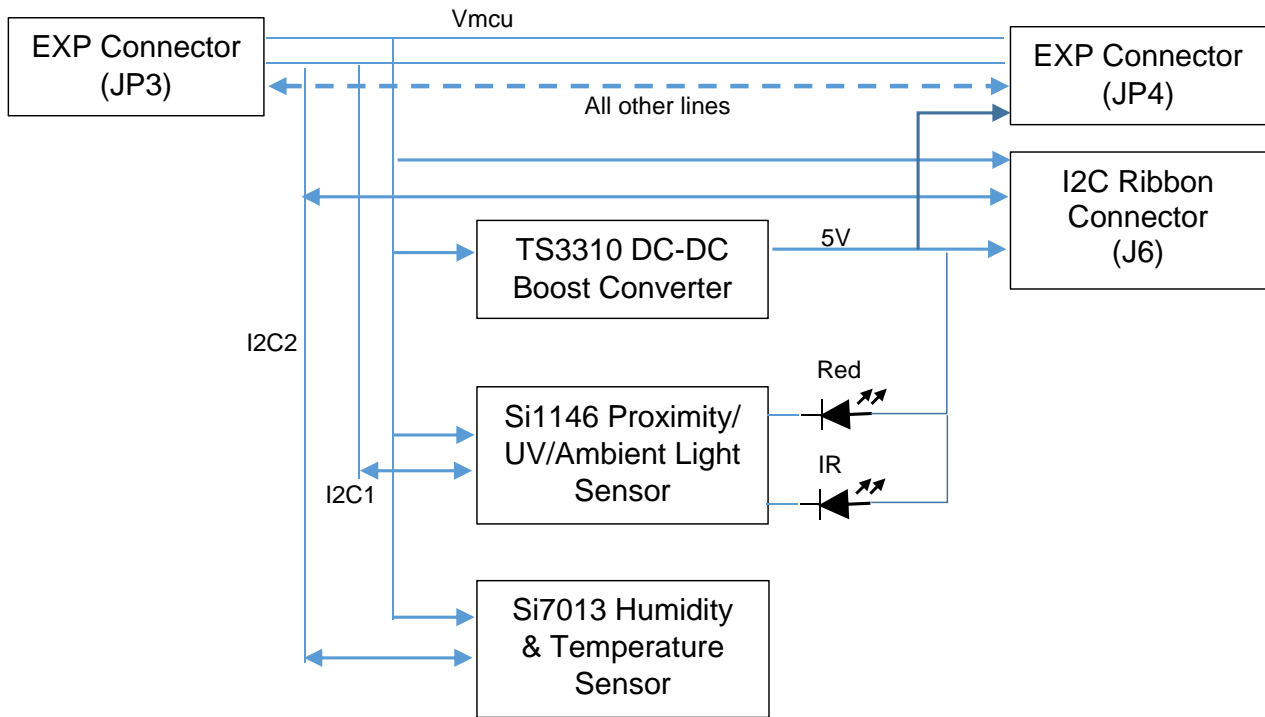 Vmcu
EXP Connector
(JP3)
EXP Connector
(JP4)
All other lines
I2C Ribbon
Connector
(J6)
TS3310 DC-DC
Boost Converter
5V
I2C2
Red
Si1146 Proximity/
UV/Ambient Light
Sensor
IR
I2C1
Si7013 Humidity
& Temperature
Sensor